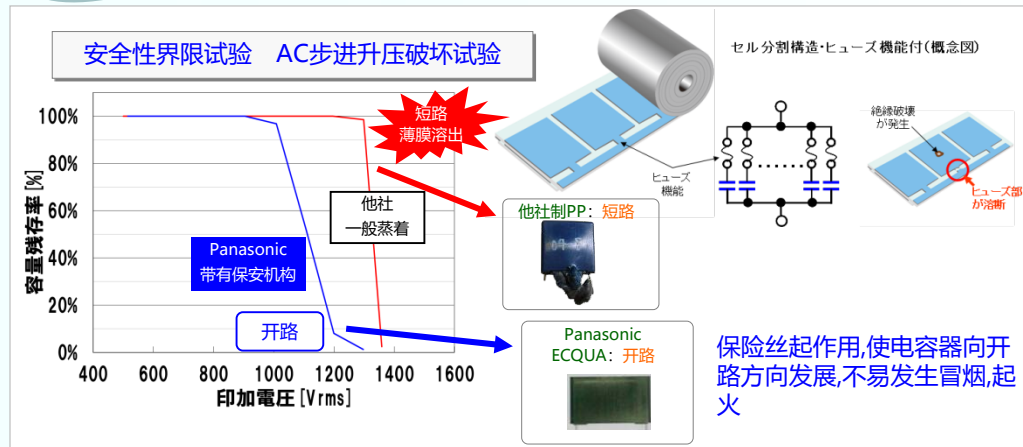 安全性界限试验 AC步进升压破坏试验
容量残存率[%]
100%
80%
60%
40%
20%
0%
400 600 800 1000 1200 1400 1600
印加電圧[Vrms]
Panasonic
带有保安机构
开路
他社
一般蒸着
短路
薄膜溶出
セル分割構造・ヒューズ機能付(概念図)
ヒューズ
機能
絶縁破壊
が発生
ヒューズ部
が溶断
他社制PP：短路
Panasonic
ECQUA：开路
保险丝起作用,使电容器向开
路方向发展,不易发生冒烟,起
火